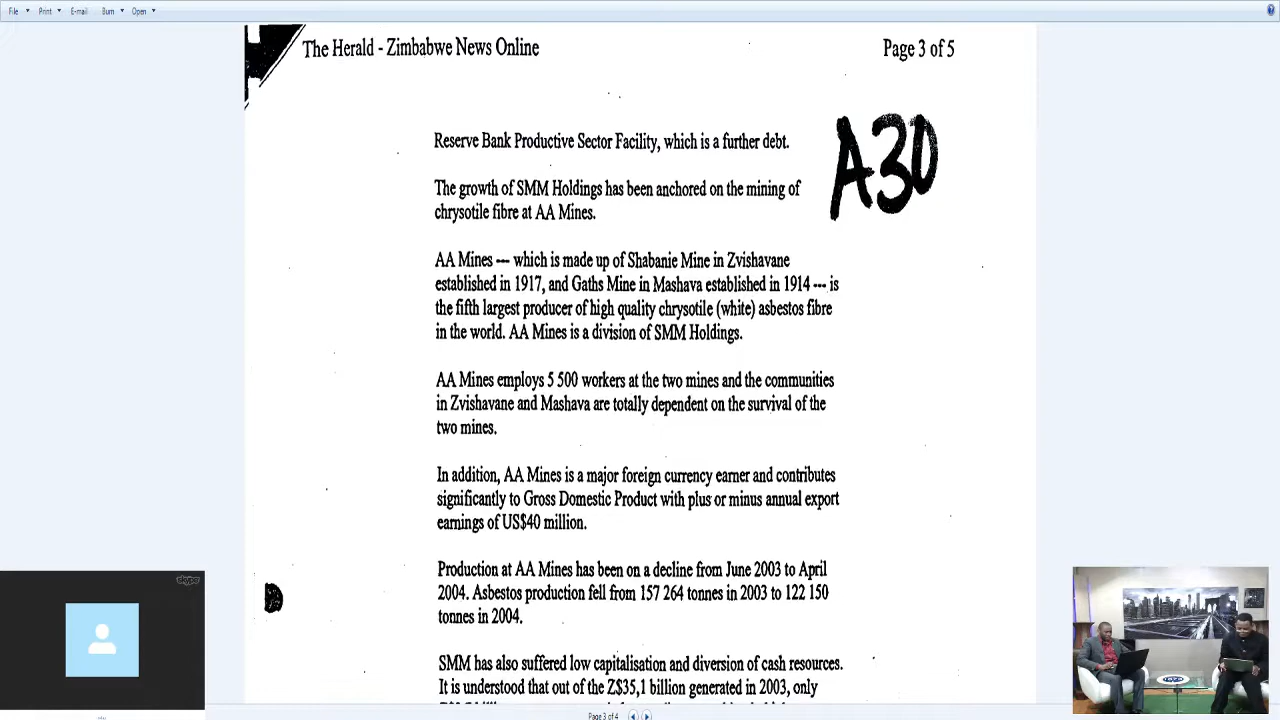 File Print E-mail Burn Open
The Herald - Zimbabwe News Online Page 3 of 5
A30
Reserve Bank Productive Sector Facility, which is a further debt.
The growth of SMM Holdings has been anchored on the mining of
chrysotile fibre at AA Mines.
AA Mines --- which is made up of Shabanie Mine in Zvishavane
established in 1917, and Gaths Mine in Mashava established in 1914 --- is
the fifth largest producer of high quality chrysotile (white) asbestos fibre
in the world. AA Mines is a division of SMM Holdings.
AA Mines employs 5 500 workers at the two mines and the communities
in Zvishavane and Mashava are totally dependent on the survival of the
two mines.
In addition, AA Mines is a major foreign currency earner and contributes
significantly to Gross Domestic Product with plus or minus annual export
earnings of US$40 million.
Production at AA Mines has been on a decline from June 2003 to April
2004. Asbestos production fell from 157 264 tonnes in 2003 to 122 150
tonnes in 2004.
SMM has also suffered low capitalisation and diversion of cash resources.
It is understood that out of the Z$35,1 billion generated in 2003, only
skype
Page 3 of 4